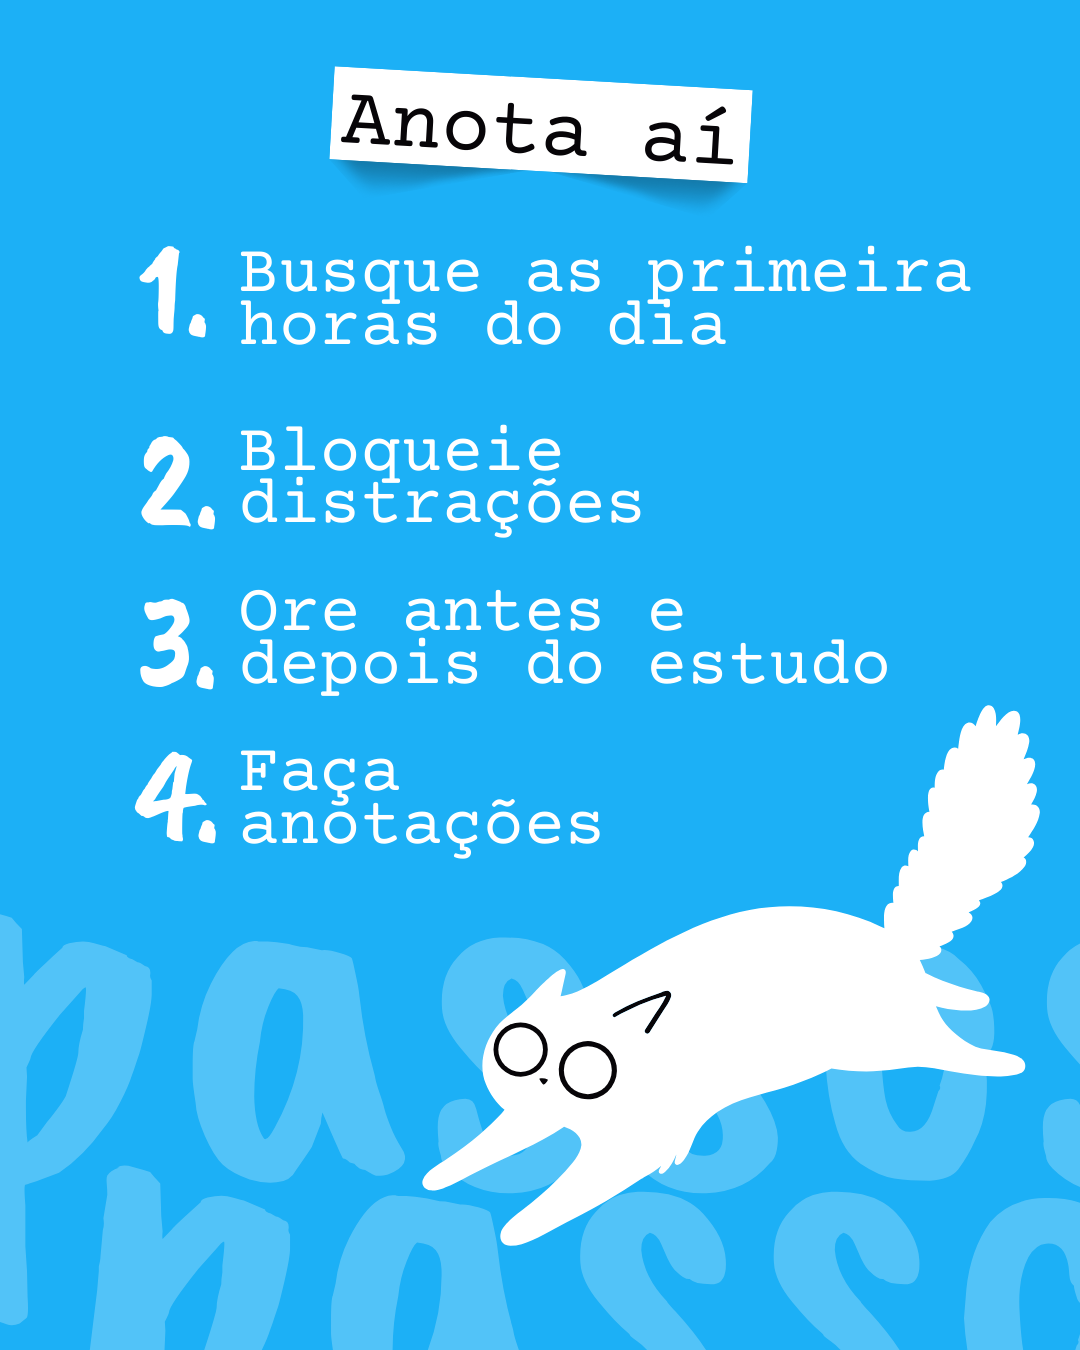 Anota aí
1. Busque as primeira
horas do dia
2. Bloqueie
distrações
3. Ore antes e
depois do estudo
4. Faça
anotações
passos
passo